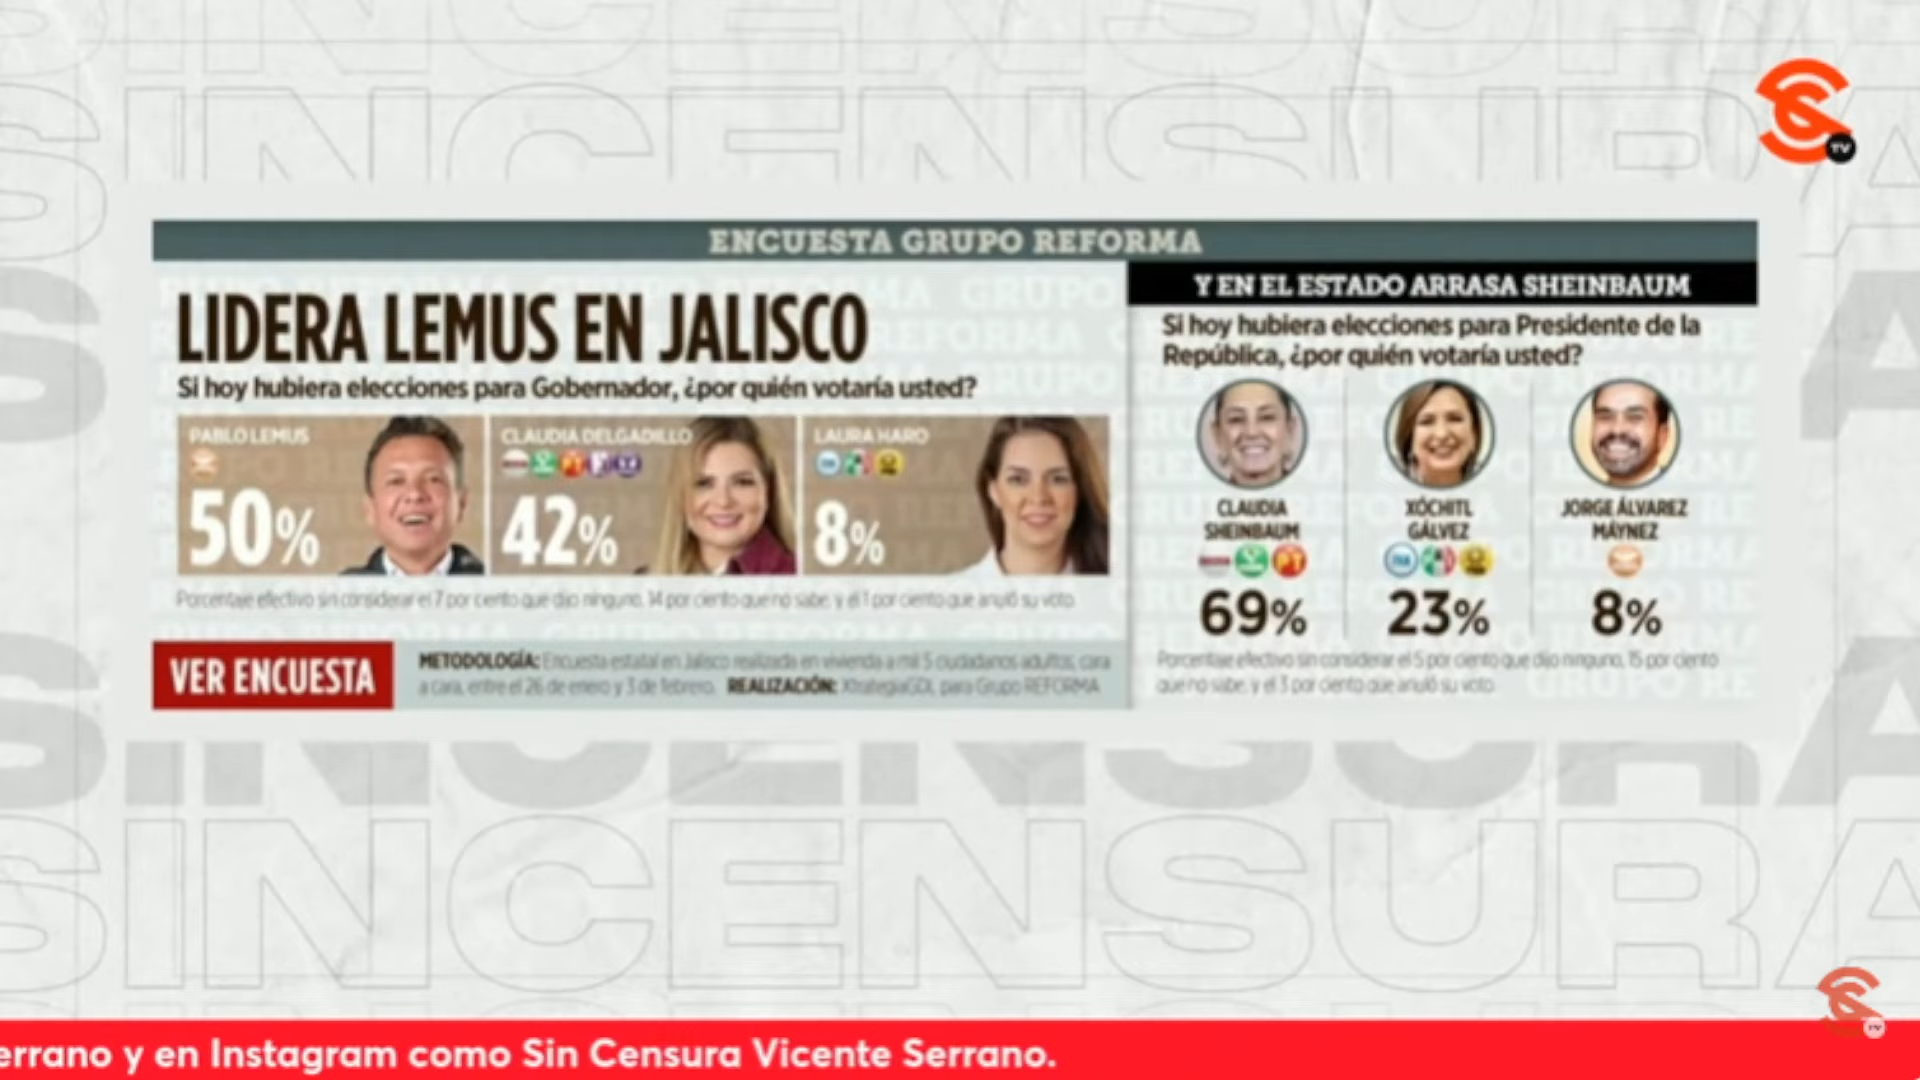 SINCENSURA
TV
ENCUESTA GRUPO REFORMA
LIDERA LEMUS EN JALISCO
Si hoy hubiera elecciones para Gobernador, ¿por quién votaría usted?
PABLO LEMUS
50%
CLAUDIA DELGADILLO
PT
42%
LAURA HARO
8%
Porcentaje efectivo sin considerar el 7 por ciento que dijo ninguno, 14 por ciento que no sabe, y el 1 por ciento que anuló su voto.
VER ENCUESTA
METODOLOGÍA: Encuesta estatal en Jalisco realizada en vivienda a mil 5 ciudadanos adultos, cara
a cara, entre el 26 de enero y 3 de febrero. REALIZACIÓN: XtrategiaGDL para Grupo REFORMA
Y EN EL ESTADO ARRASA SHEINBAUM
Si hoy hubiera elecciones para Presidente de la
República, ¿por quién votaría usted?
CLAUDIA
SHEINBAUM
PT
69%
XÓCHITL
GÁLVEZ
23%
JORGE ÁLVAREZ
MÁYNEZ
8%
Porcentaje efectivo sin considerar el 5 por ciento que dijo ninguno, 15 por ciento
que no sabe, y el 3 por ciento que anuló su voto.
SINCENSURA
SINCENSURA
TV
errano y en Instagram como Sin Censura Vicente Serrano.